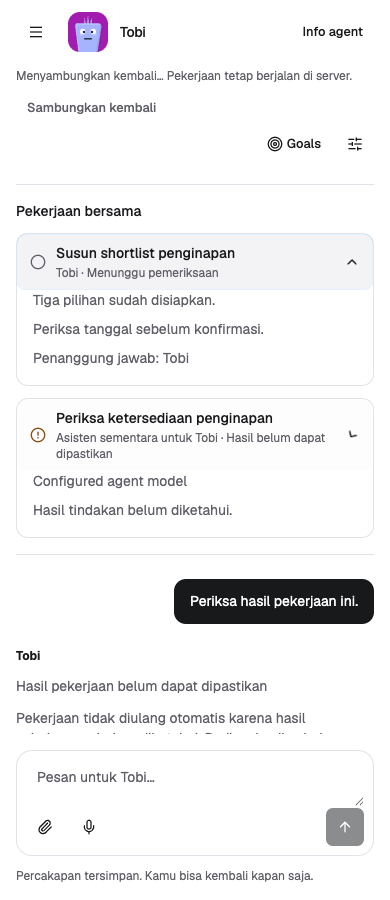 Tobi
Info agent
Menyambungkan kembali… Pekerjaan tetap berjalan di server.
Sambungkan kembali
Goals
Pekerjaan bersama
Susun shortlist penginapan
Tobi · Menunggu pemeriksaan
Tiga pilihan sudah disiapkan.
Periksa tanggal sebelum konfirmasi.
Penanggung jawab: Tobi
Periksa ketersediaan penginapan
Asisten sementara untuk Tobi · Hasil belum dapat
dipastikan
Configured agent model
Hasil tindakan belum diketahui.
Periksa hasil pekerjaan ini.
Tobi
Hasil pekerjaan belum dapat dipastikan
Pekerjaan tidak diulang otomatis karena hasil
Pesan untuk Tobi…
Percakapan tersimpan. Kamu bisa kembali kapan saja.